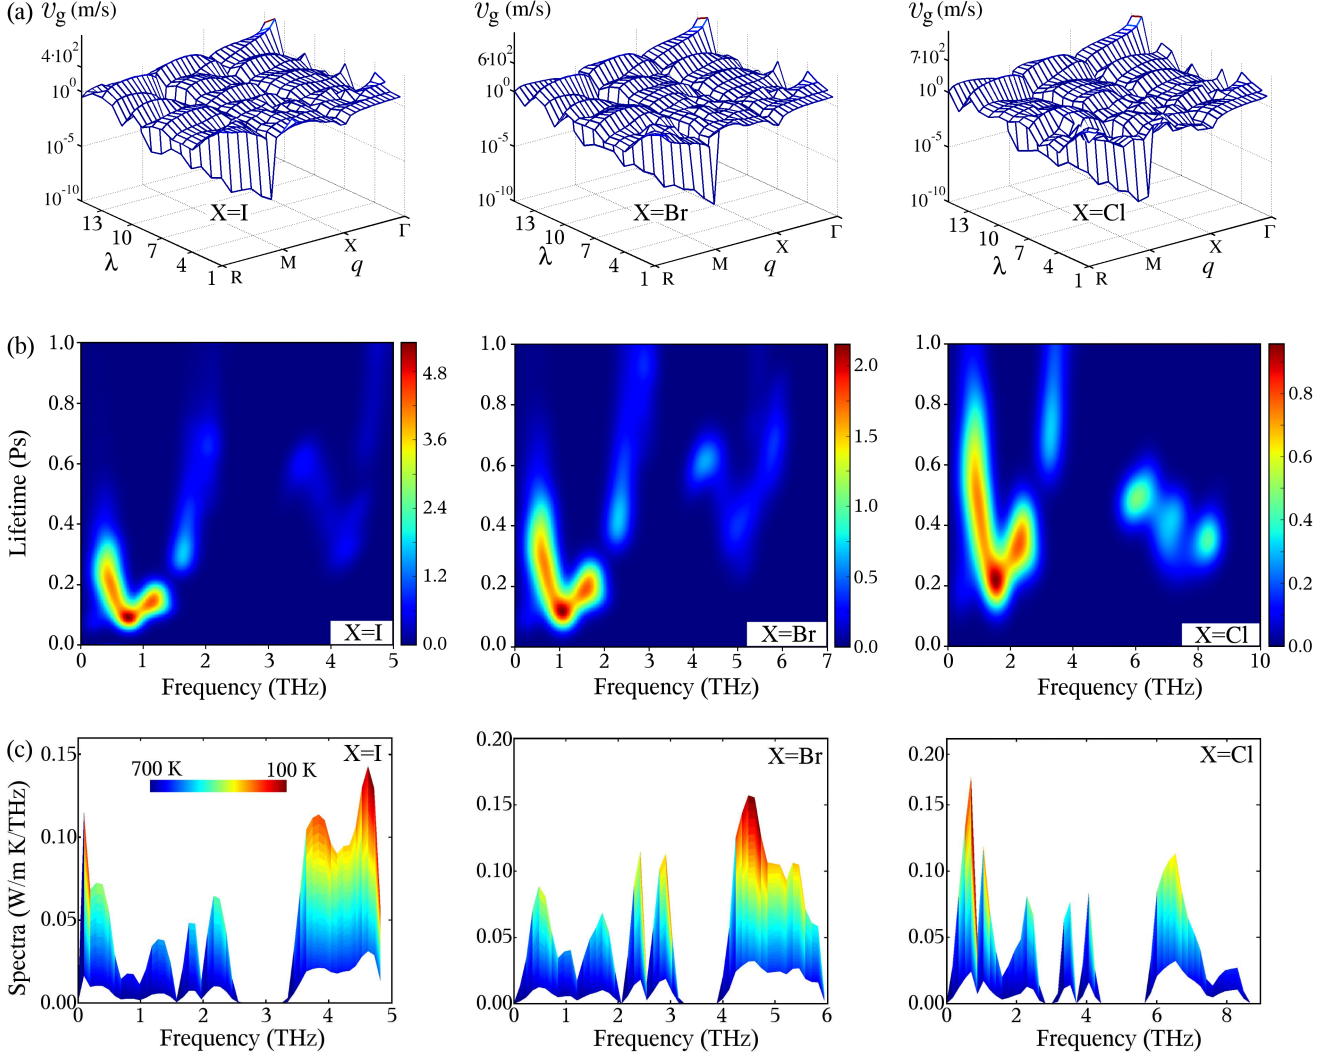 (a) υg (m/s) υg (m/s) υg (m/s)
4·10² 6·10² 7·10²
10⁰ 10⁰ 10⁰
10⁻⁵ 10⁻⁵ 10⁻⁵
10⁻¹⁰ 10⁻¹⁰ 10⁻¹⁰
X=I X=Br X=Cl
13 10 7 4 1 R M X Γ
λ q
13 10 7 4 1 R M X Γ
λ q
13 10 7 4 1 R M X Γ
λ q
(b)
Lifetime (Ps)
1.0
0.8
0.6
0.4
0.2
0.0
0 1 2 3 4 5
Frequency (THz)
X=I
4.8
3.6
2.4
1.2
0.0
1.0
0.8
0.6
0.4
0.2
0.0
0 1 2 3 4 5 6 7
Frequency (THz)
X=Br
2.0
1.5
1.0
0.5
0.0
1.0
0.8
0.6
0.4
0.2
0.0
0 2 4 6 8 10
Frequency (THz)
X=Cl
0.8
0.6
0.4
0.2
0.0
(c)
Spectra (W/m K/THz)
0.15
0.10
0.05
0.00
0 1 2 3 4 5
Frequency (THz)
X=I
700 K 100 K
0.20
0.15
0.10
0.05
0.00
0 1 2 3 4 5 6
Frequency (THz)
X=Br
0.20
0.15
0.10
0.05
0.00
0 2 4 6 8
Frequency (THz)
X=Cl